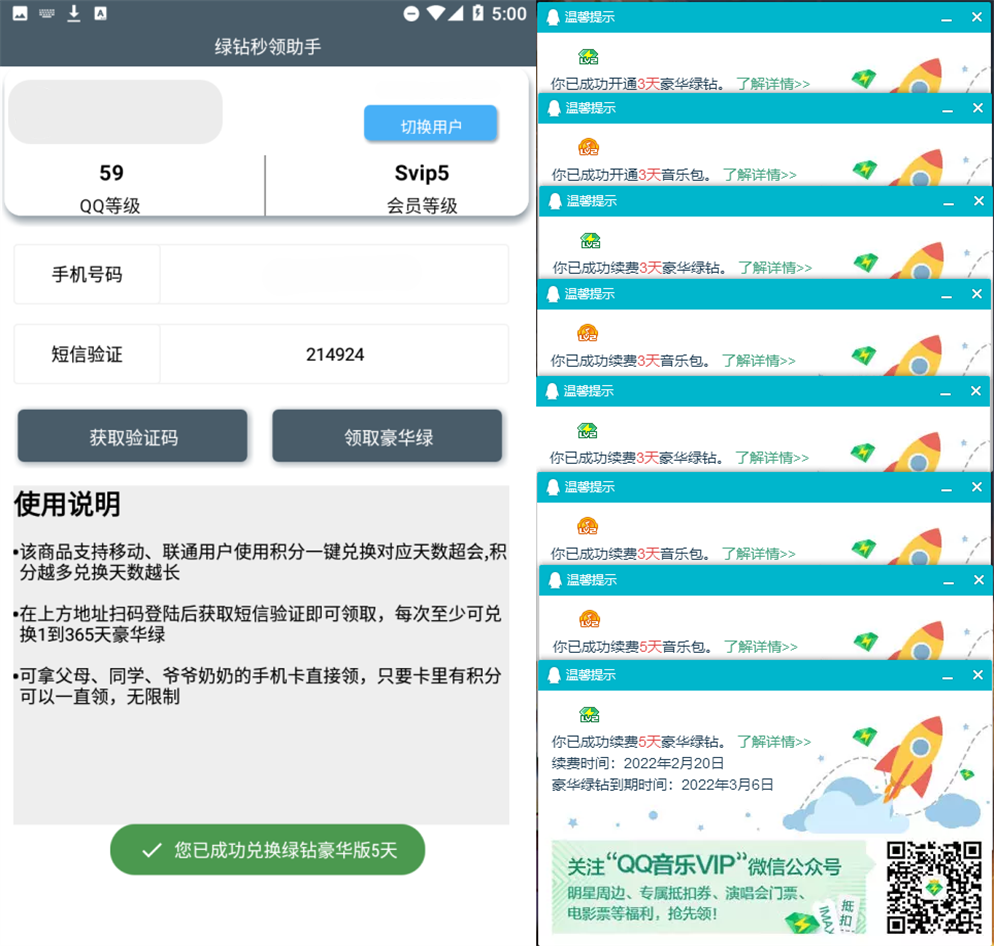 5:00
绿钻秒领助手
切换用户
59
Svip5
QQ等级
会员等级
手机号码
短信验证
214924
获取验证码
领取豪华绿
使用说明
•该商品支持移动、联通用户使用积分一键兑换对应天数超会,积
分越多兑换天数越长
•在上方地址扫码登陆后获取短信验证即可领取，每次至少可兑
换1到365天豪华绿
•可拿父母、同学、爷爷奶奶的手机卡直接领，只要卡里有积分
可以一直领，无限制
您已成功兑换绿钻豪华版5天
温馨提示
你已成功开通3天豪华绿钻。 了解详情>>
温馨提示
你已成功开通3天音乐包。 了解详情>>
温馨提示
你已成功续费3天豪华绿钻。 了解详情>>
温馨提示
你已成功续费3天音乐包。 了解详情>>
温馨提示
你已成功续费3天豪华绿钻。 了解详情>>
温馨提示
你已成功续费3天音乐包。 了解详情>>
温馨提示
你已成功续费5天音乐包。 了解详情>>
温馨提示
你已成功续费5天豪华绿钻。 了解详情>>
续费时间：2022年2月20日
豪华绿钻到期时间：2022年3月6日
关注“QQ音乐VIP”微信公众号
明星周边、专属抵扣券、演唱会门票、
电影票等福利，抢先领!
IMAX
抵扣